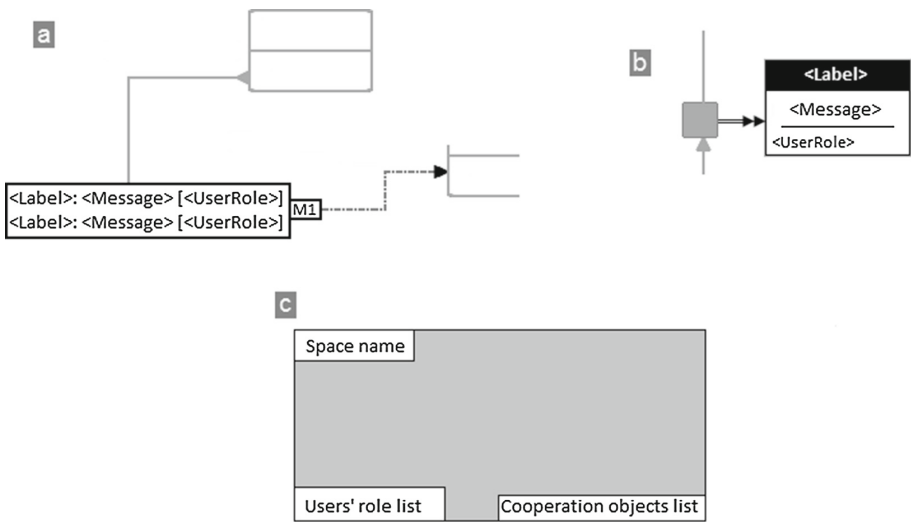 a
b
<Label>
<Message>
<UserRole>
<Label>: <Message> [<UserRole>]
<Label>: <Message> [<UserRole>]
M1
c
Space name
Users' role list
Cooperation objects list